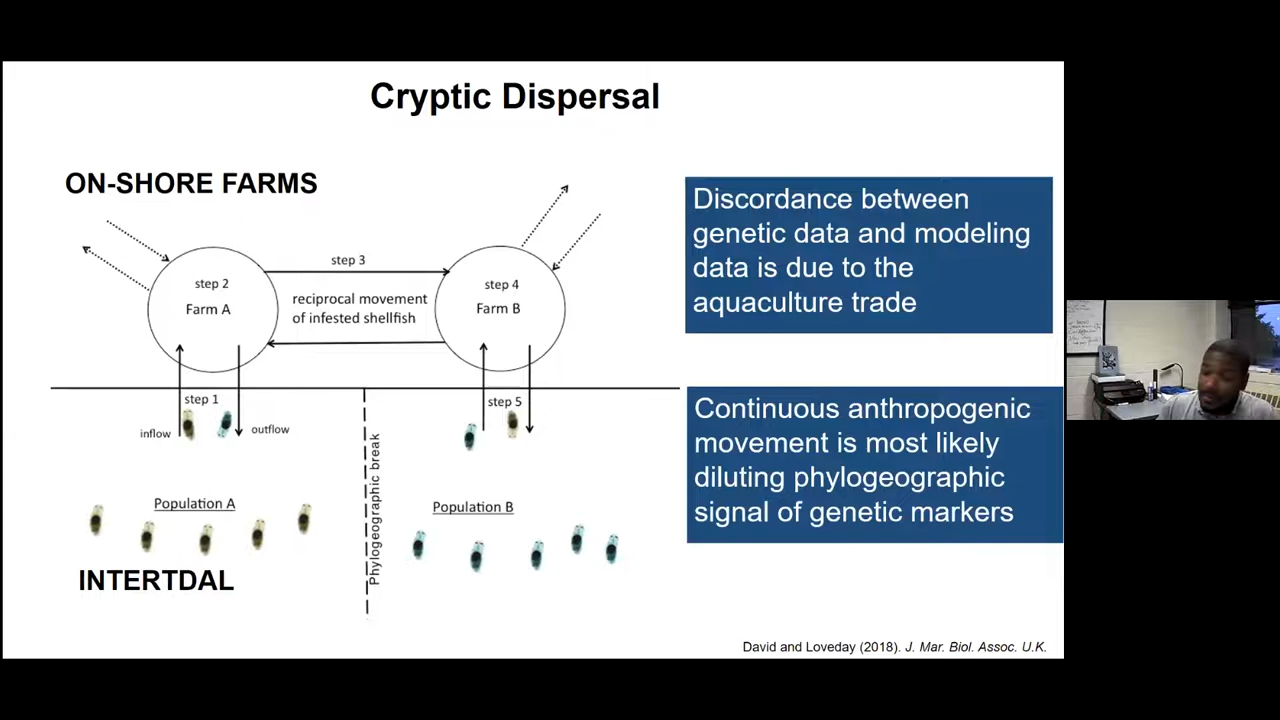 Cryptic Dispersal
ON-SHORE FARMS
step 2
Farm A
step 3
reciprocal movement
of infested shellfish
step 4
Farm B
step 1
inflow
outflow
step 5
Phylogeographic break
Population A
Population B
INTERTDAL
Discordance between
genetic data and modeling
data is due to the
aquaculture trade
Continuous anthropogenic
movement is most likely
diluting phylogeographic
signal of genetic markers
David and Loveday (2018). J. Mar. Biol. Assoc. U.K.